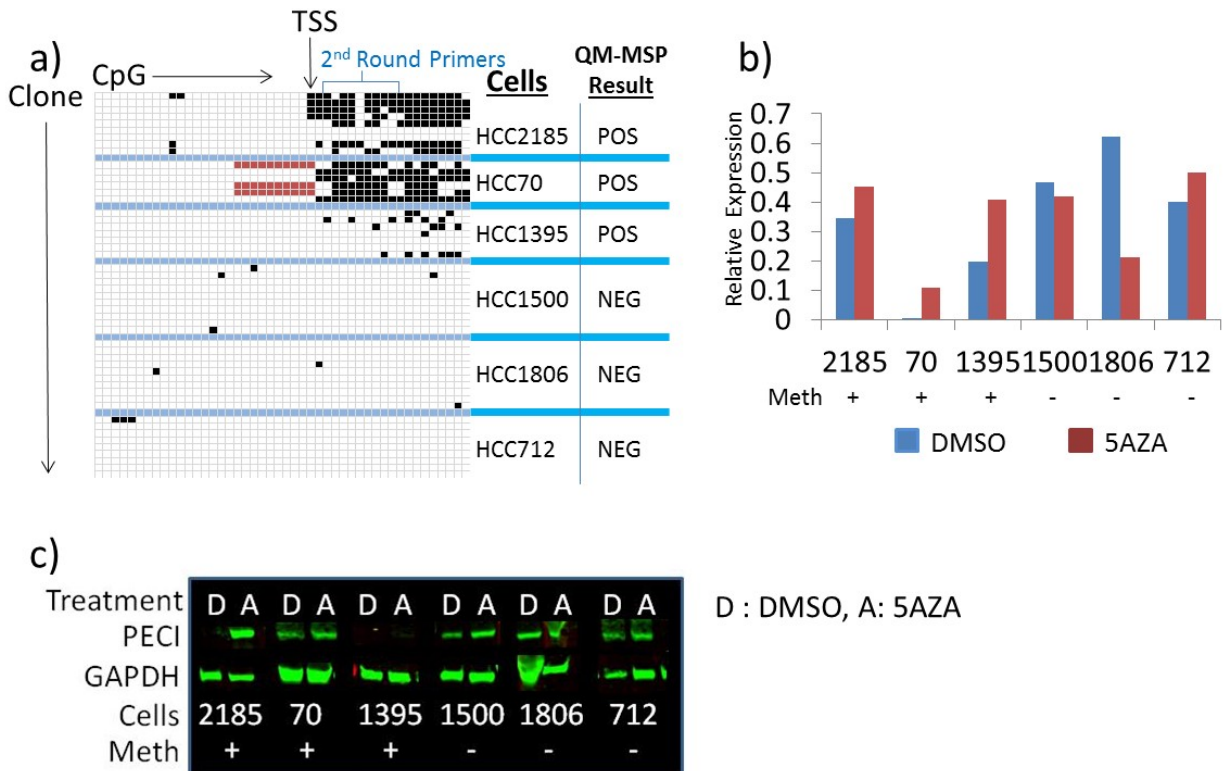 a)
TSS
2nd Round Primers
CpG
Clone
Cells
QM-MSP Result
HCC2185 POS
HCC70 POS
HCC1395 POS
HCC1500 NEG
HCC1806 NEG
HCC712 NEG
b)
Relative Expression
0.7
0.6
0.5
0.4
0.3
0.2
0.1
0
2185 70 1395 1500 1806 712
Meth + + + - - -
DMSO 5AZA
c)
Treatment D A D A D A D A D A D A
PECI
GAPDH
Cells 2185 70 1395 1500 1806 712
Meth + + + - - -
D : DMSO, A: 5AZA